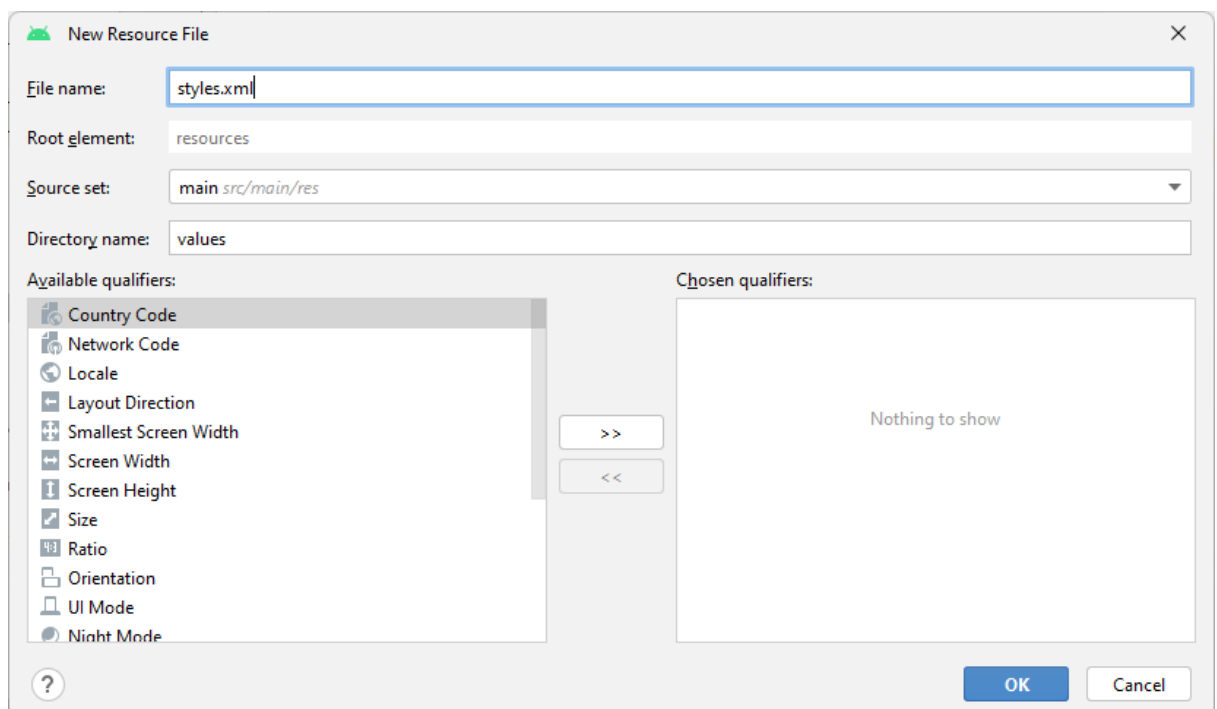 New Resource File
File name: styles.xml
Root element: resources
Source set: main src/main/res
Directory name: values
Available qualifiers:
Chosen qualifiers:
Country Code
Network Code
Locale
Layout Direction
Smallest Screen Width
Screen Width
Screen Height
Size
4:3 Ratio
Orientation
UI Mode
Night Mode
>>
<<
Nothing to show
?
OK
Cancel